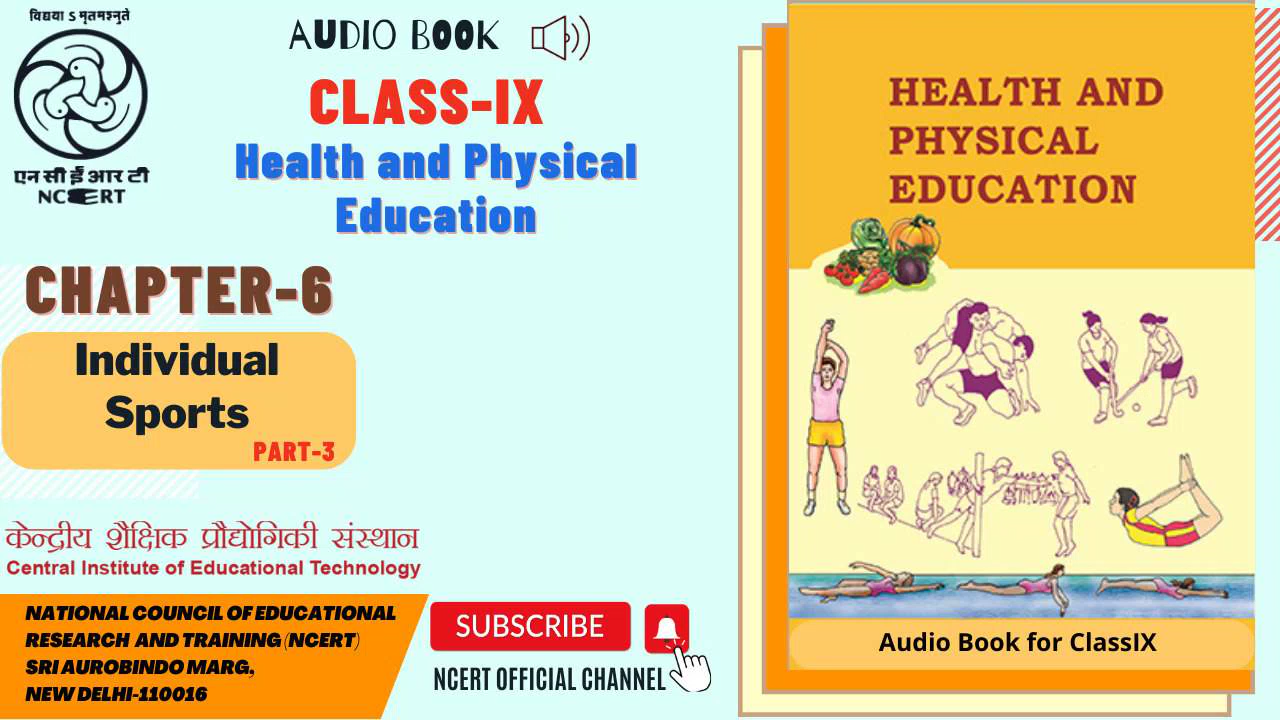 विद्यया ऽ मृतमश्नुते
एन सी ई आर टी
NCERT
AUDIO BOOK
CLASS-IX
Health and Physical
Education
CHAPTER-6
Individual
Sports
PART-3
केन्द्रीय शैक्षिक प्रौद्योगिकी संस्थान
Central Institute of Educational Technology
NATIONAL COUNCIL OF EDUCATIONAL
RESEARCH AND TRAINING (NCERT)
SRI AUROBINDO MARG,
NEW DELHI-110016
SUBSCRIBE
NCERT OFFICIAL CHANNEL
HEALTH AND
PHYSICAL
EDUCATION
Audio Book for ClassIX